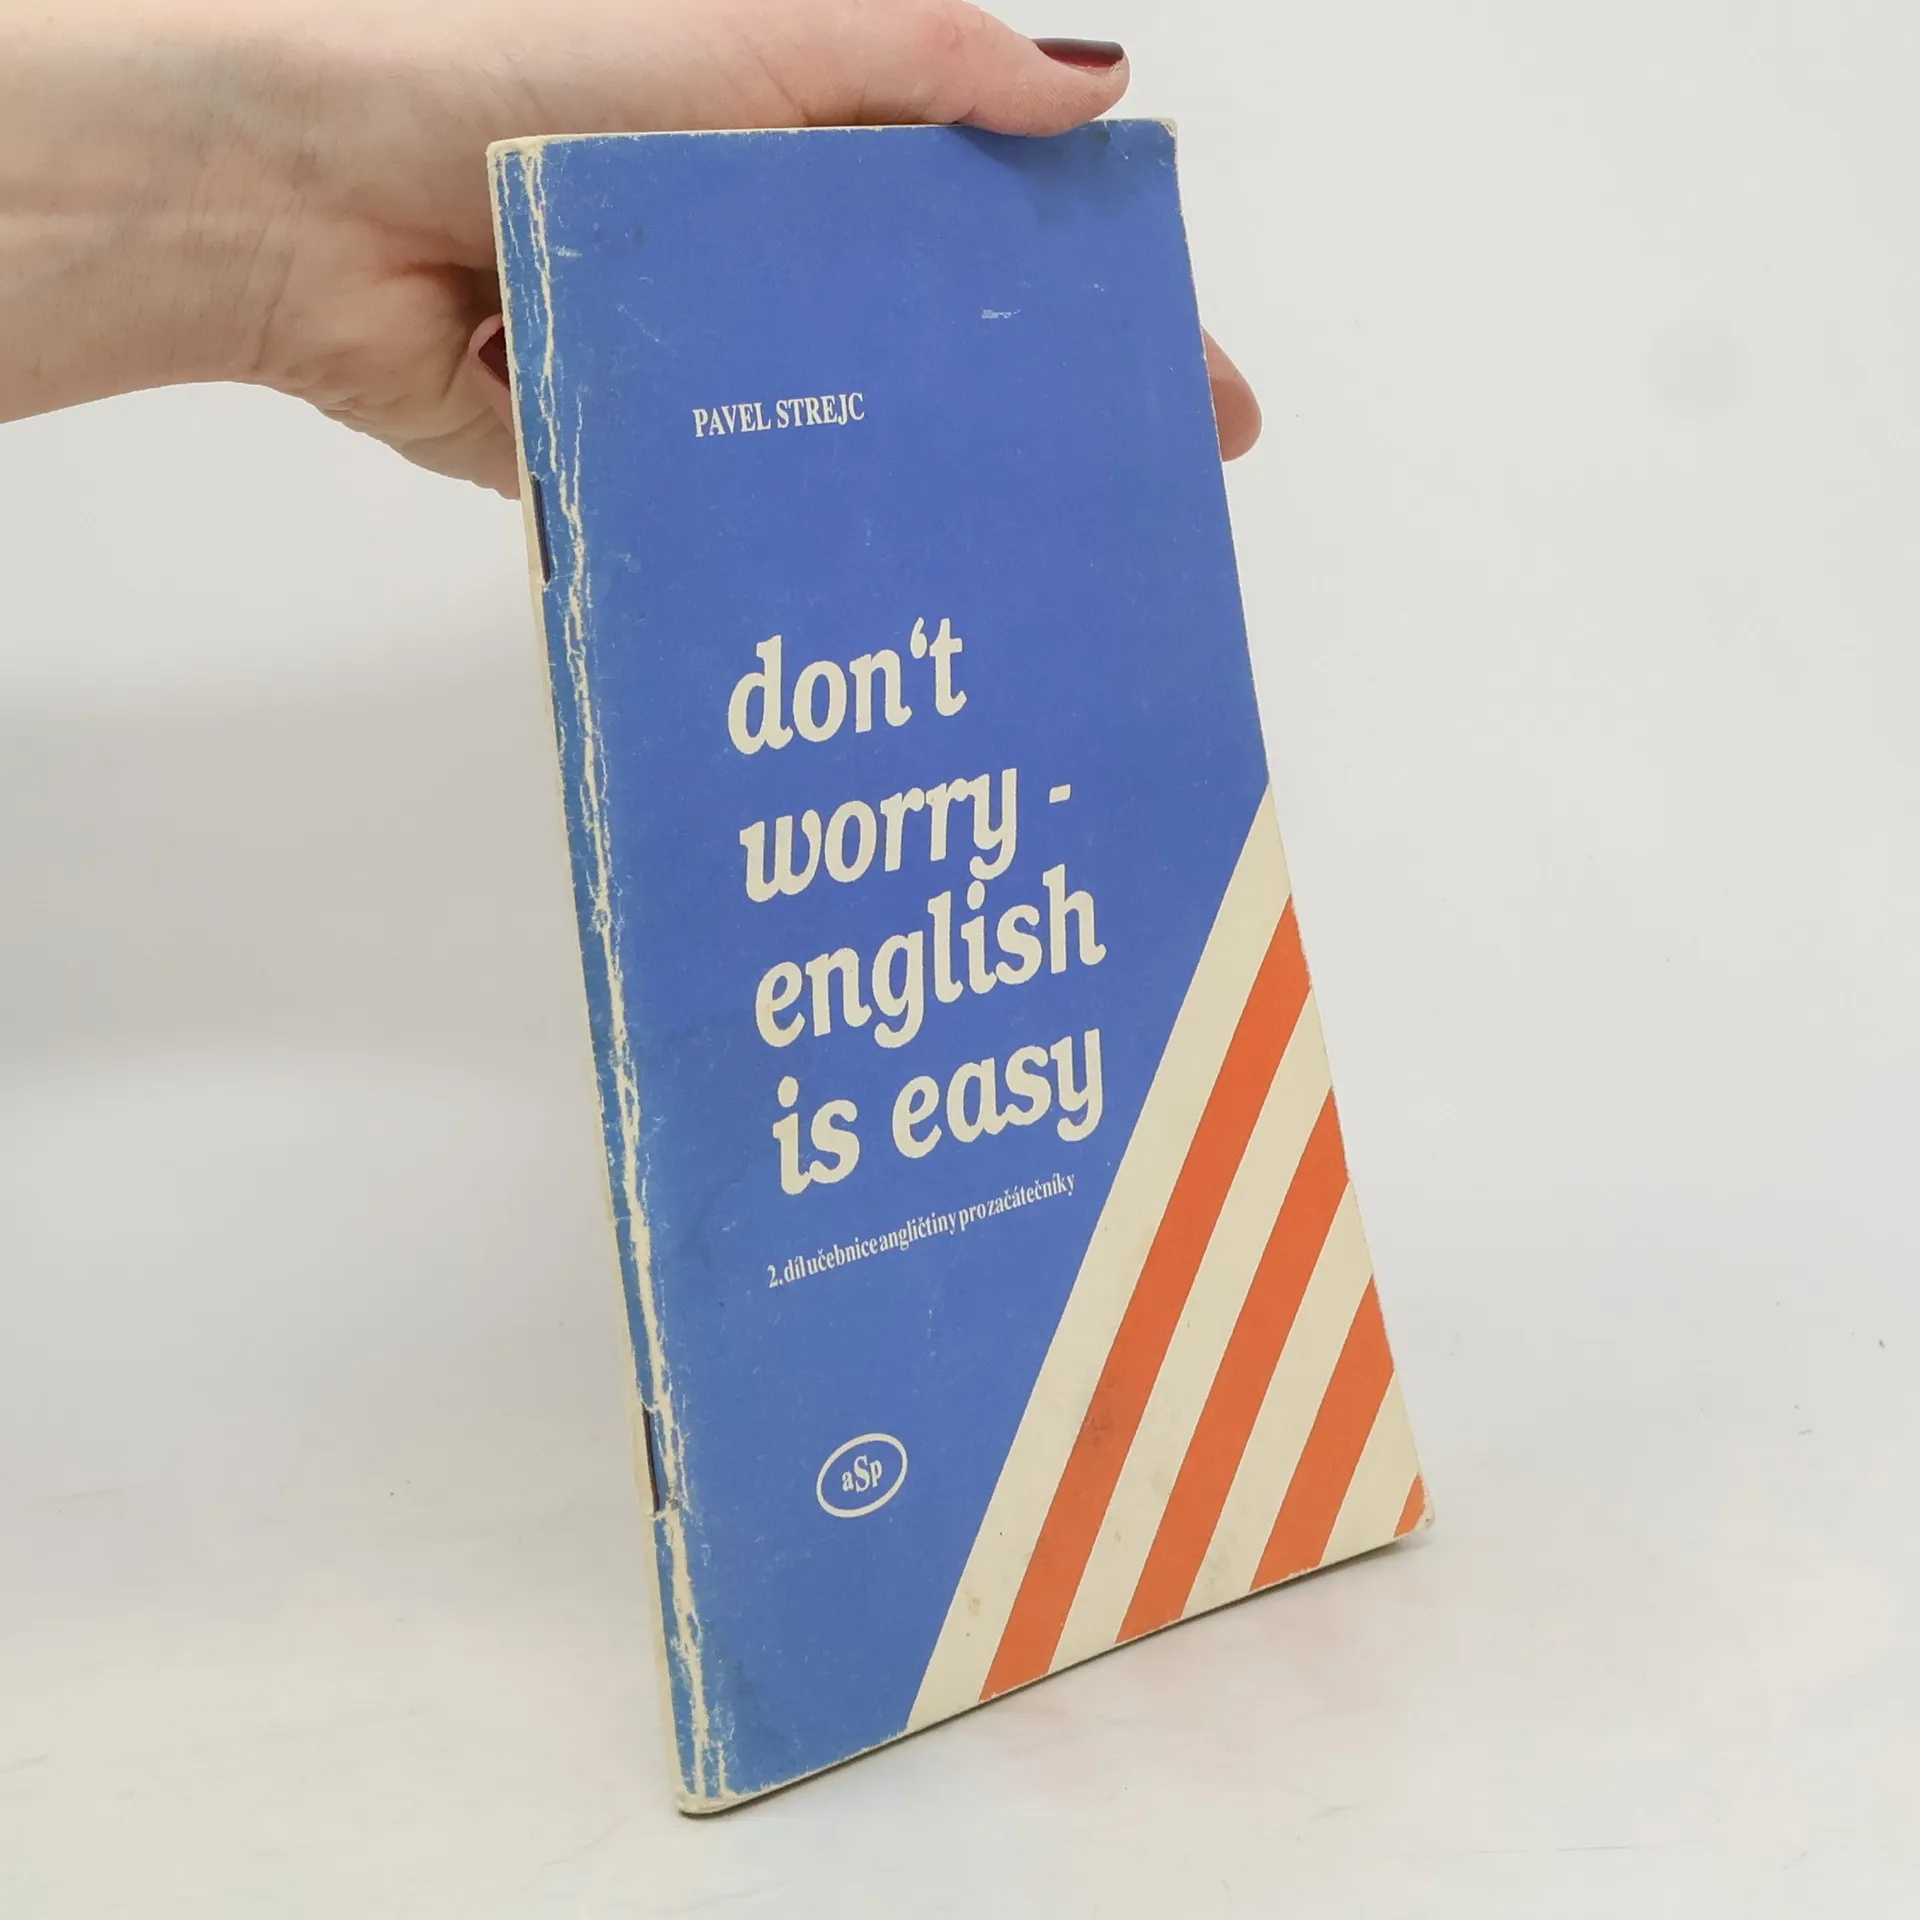 PAVEL STREJC
don‘t
worry -
english
is easy
2. díl učebnice angličtiny pro začátečníky
aSp